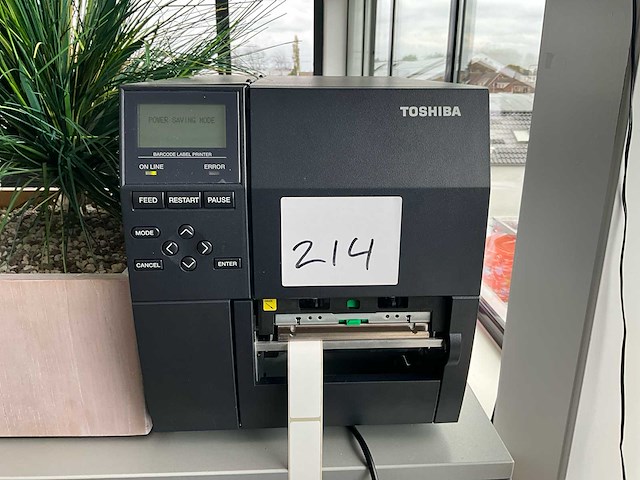 TOSHIBA
POWER SAVING MODE
BARCODE LABEL PRINTER
ON LINE
ERROR
FEED RESTART PAUSE
MODE
CANCEL
ENTER
214